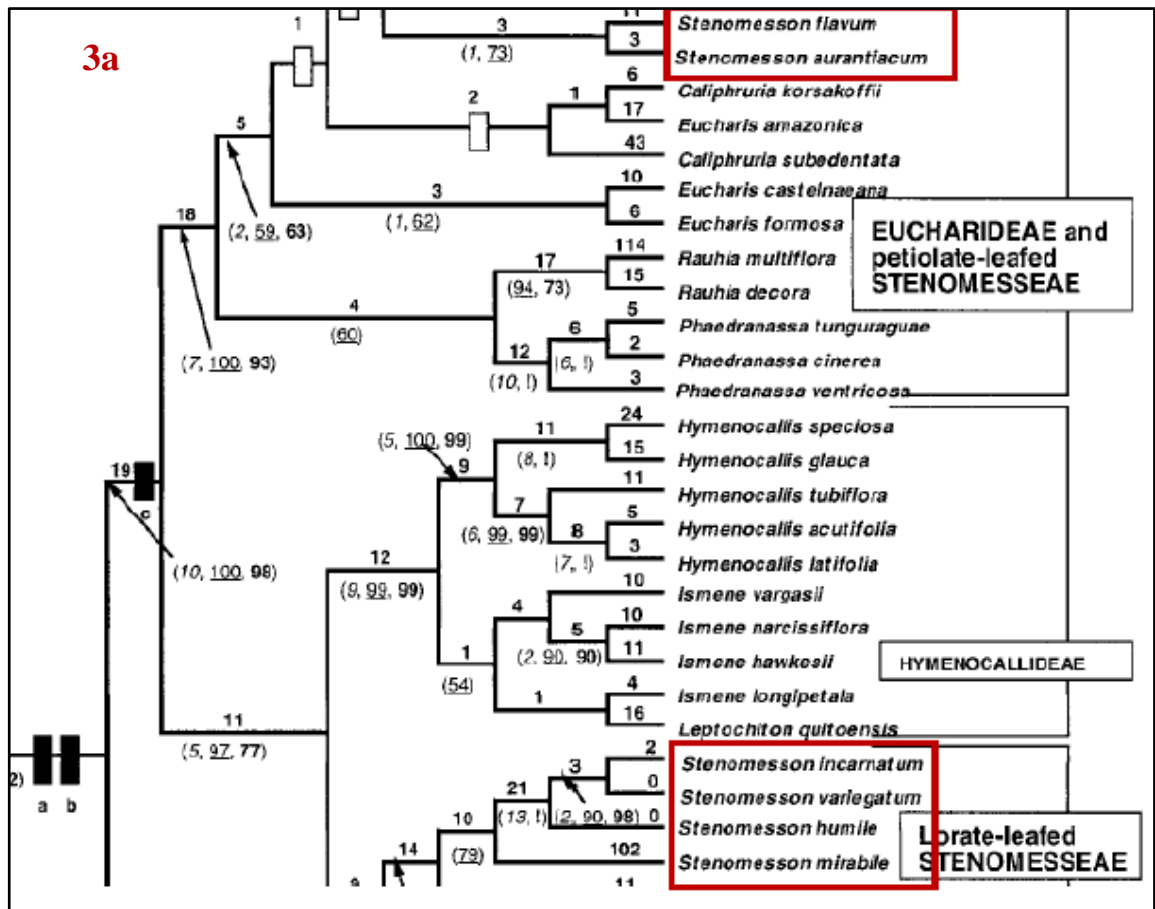 3a
11
3
Stenomesson flavum
(1, 73)
3
Stenomesson aurantiacum
1
6
Caliphruria korsakoffii
2
1
17
Eucharis amazonica
43
Caliphruria subedentata
5
10
Eucharis castelnaeana
3
(1, 62)
6
Eucharis formosa
(2, 59, 63)
18
114
Rauhia multiflora
17
(94, 73)
15
Rauhia decora
EUCHARIDEAE and
petiolate-leafed
STENOMESSEAE
4
(60)
5
Phaedranassa tunguraguae
6
(6, !)
2
Phaedranassa cinerea
12
(10, !)
3
Phaedranassa ventricosa
(7, 100, 93)
24
Hymenocallis speciosa
(5, 100, 99)
11
(8, !)
15
Hymenocallis glauca
9
11
Hymenocallis tubiflora
7
(6, 99, 99)
5
Hymenocallis acutifolia
8
(7, !)
3
Hymenocallis latifolia
19
c
(10, 100, 98)
12
(9, 99, 99)
10
Ismene vargasii
4
10
Ismene narcissiflora
5
(2, 90, 90)
11
Ismene hawkesii
HYMENOCALLIDEAE
1
(54)
4
Ismene longipetala
1
16
Leptochiton quitoensis
11
(5, 97, 77)
2)
a
b
2
Stenomesson incarnatum
3
0
Stenomesson variegatum
21
(13, !)
(2, 90, 98)
0
Stenomesson humile
10
(79)
102
Stenomesson mirabile
Lorate-leafed
STENOMESSEAE
14
9
11